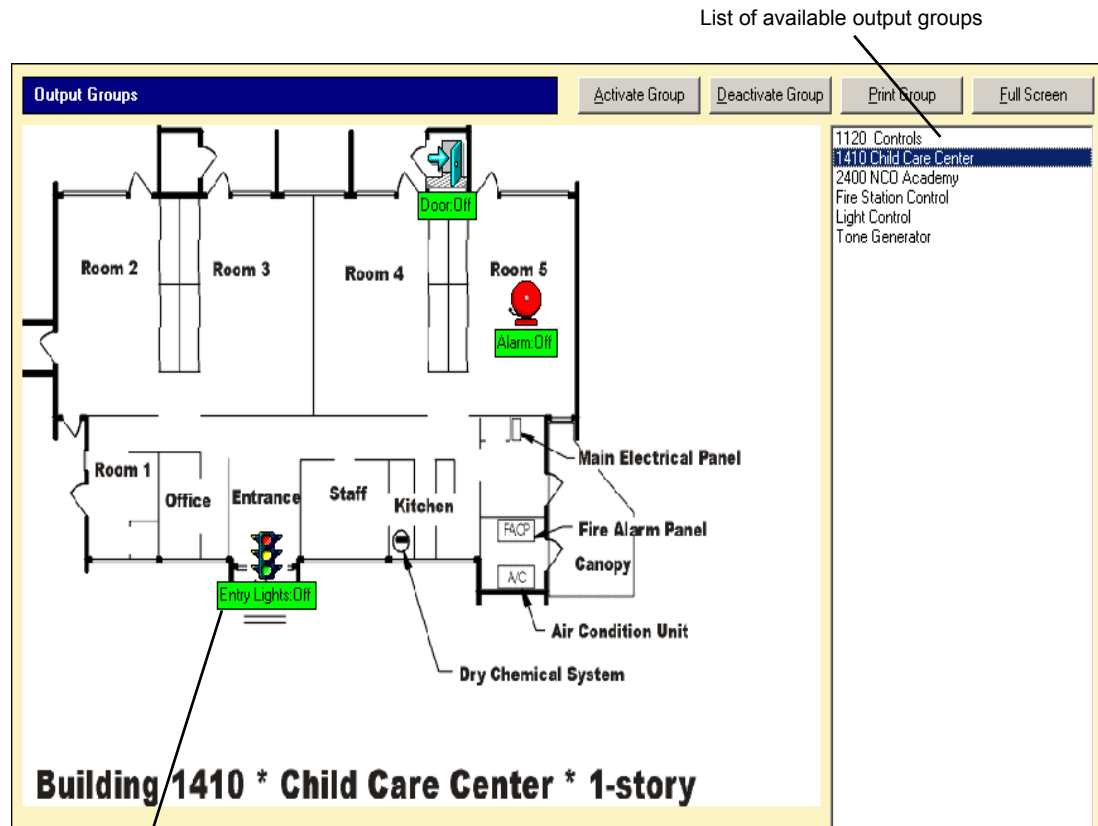 List of available output groups
Output Groups
Activate Group
Deactivate Group
Print Group
Full Screen
1120 Controls
1410 Child Care Center
2400 NCO Academy
Fire Station Control
Light Control
Tone Generator
Door:Off
Room 2
Room 3
Room 4
Room 5
Alarm:Off
Main Electrical Panel
Room 1
Office
Entrance
Staff
Kitchen
FACP
Fire Alarm Panel
Canopy
A/C
Entry Lights:Off
Air Condition Unit
Dry Chemical System
Building 1410 * Child Care Center * 1-story